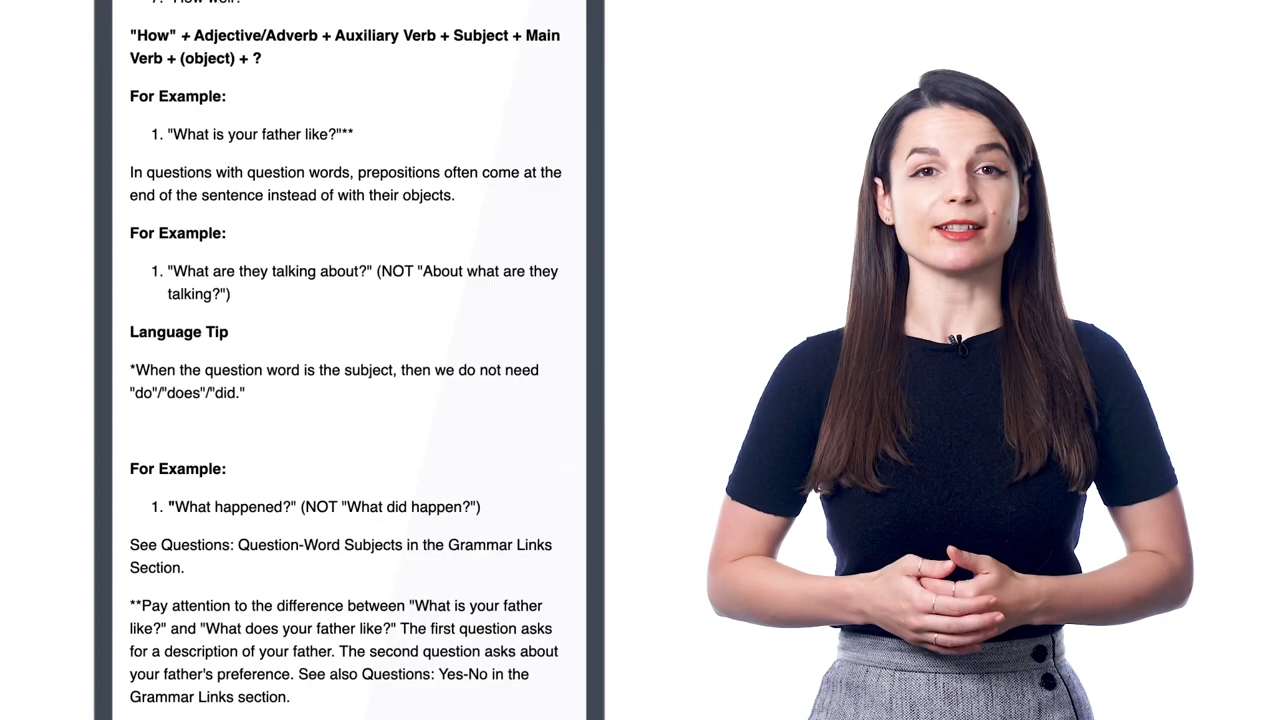 7. "How well?"
"How" + Adjective/Adverb + Auxiliary Verb + Subject + Main
Verb + (object) + ?
For Example:
1. "What is your father like?"**
In questions with question words, prepositions often come at the
end of the sentence instead of with their objects.
For Example:
1. "What are they talking about?" (NOT "About what are they
talking?")
Language Tip
*When the question word is the subject, then we do not need
"do"/"does"/"did."
For Example:
1. "What happened?" (NOT "What did happen?")
See Questions: Question-Word Subjects in the Grammar Links
Section.
**Pay attention to the difference between "What is your father
like?" and "What does your father like?" The first question asks
for a description of your father. The second question asks about
your father's preference. See also Questions: Yes-No in the
Grammar Links section.